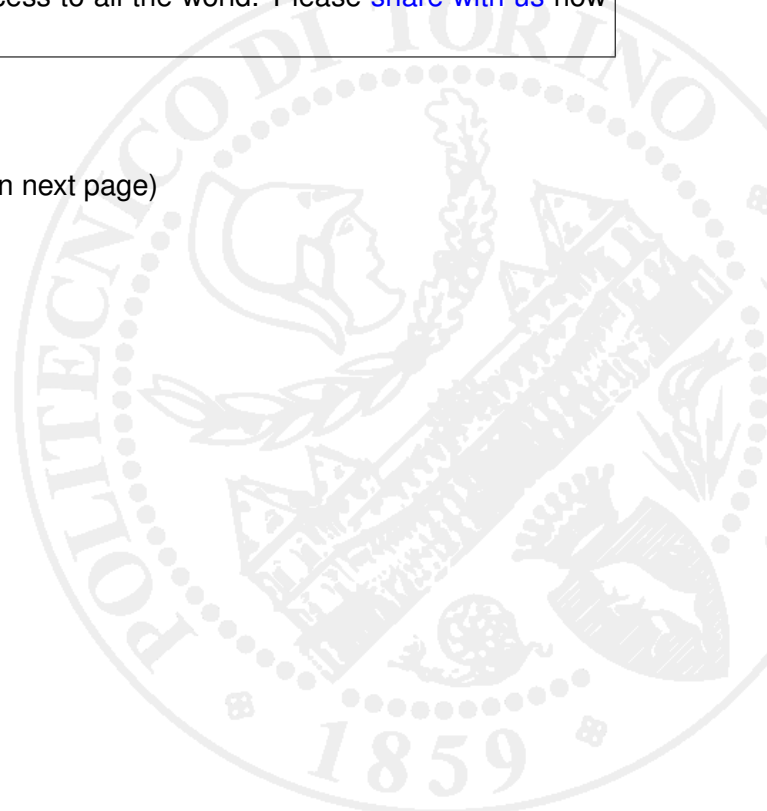 cess to all the world. Please share with us how
n next page)
POLITECNICO DI TORINO
1859